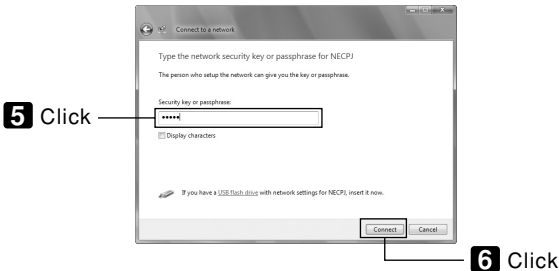 Connect to a network
Type the network security key or passphrase for NECPJ
The person who setup the network can give you the key or passphrase.
Security key or passphrase:
•••••
5 Click
Display characters
If you have a USB flash drive with network settings for NECPJ, insert it now.
Connect Cancel
6 Click